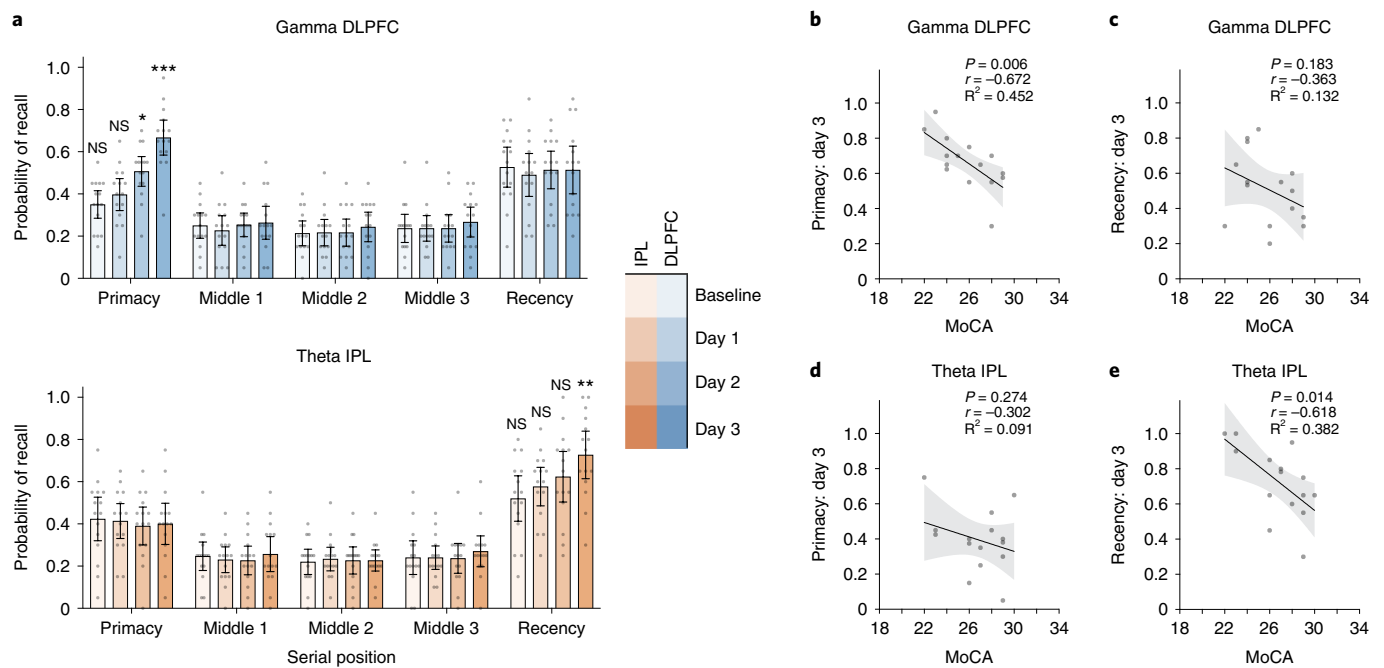 a
Gamma DLPFC
Probability of recall
1.0
0.8
0.6
0.4
0.2
0
NS
NS
*
***
Primacy
Middle 1
Middle 2
Middle 3
Recency
Theta IPL
Probability of recall
1.0
0.8
0.6
0.4
0.2
0
NS
NS
NS
**
Primacy
Middle 1
Middle 2
Middle 3
Recency
Serial position
IPL
DLPFC
Baseline
Day 1
Day 2
Day 3
b
Gamma DLPFC
P = 0.006
r = –0.672
R² = 0.452
Primacy: day 3
1.0
0.8
0.6
0.4
0.2
0
18 22 26 30 34
MoCA
c
Gamma DLPFC
P = 0.183
r = –0.363
R² = 0.132
Recency: day 3
1.0
0.8
0.6
0.4
0.2
0
18 22 26 30 34
MoCA
d
Theta IPL
P = 0.274
r = –0.302
R² = 0.091
Primacy: day 3
1.0
0.8
0.6
0.4
0.2
0
18 22 26 30 34
MoCA
e
Theta IPL
P = 0.014
r = –0.618
R² = 0.382
Recency: day 3
1.0
0.8
0.6
0.4
0.2
0
18 22 26 30 34
MoCA